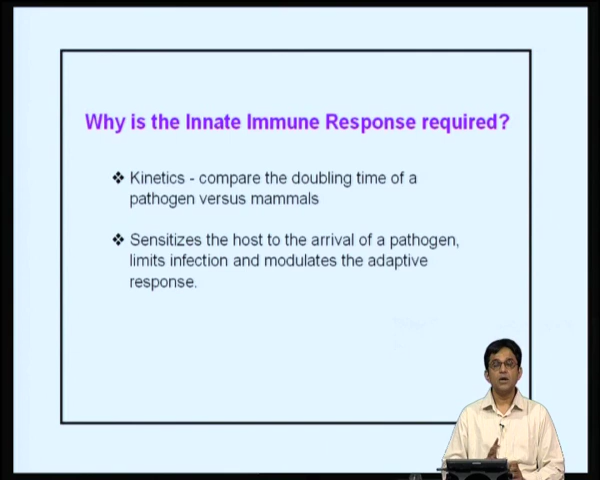 Why is the Innate Immune Response required?
❖ Kinetics - compare the doubling time of a
pathogen versus mammals
❖ Sensitizes the host to the arrival of a pathogen,
limits infection and modulates the adaptive
response.